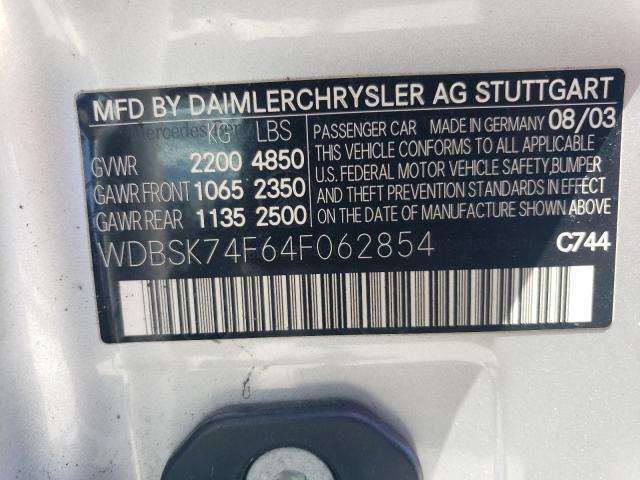 MFD BY DAIMLERCHRYSLER AG STUTTGART
KG LBS
GVWR 2200 4850
GAWR FRONT 1065 2350
GAWR REAR 1135 2500
PASSENGER CAR MADE IN GERMANY 08/03
THIS VEHICLE CONFORMS TO ALL APPLICABLE
U.S. FEDERAL MOTOR VEHICLE SAFETY, BUMPER
AND THEFT PREVENTION STANDARDS IN EFFECT
ON THE DATE OF MANUFACTURE SHOWN ABOVE
WDBSK74F64F062854 C744